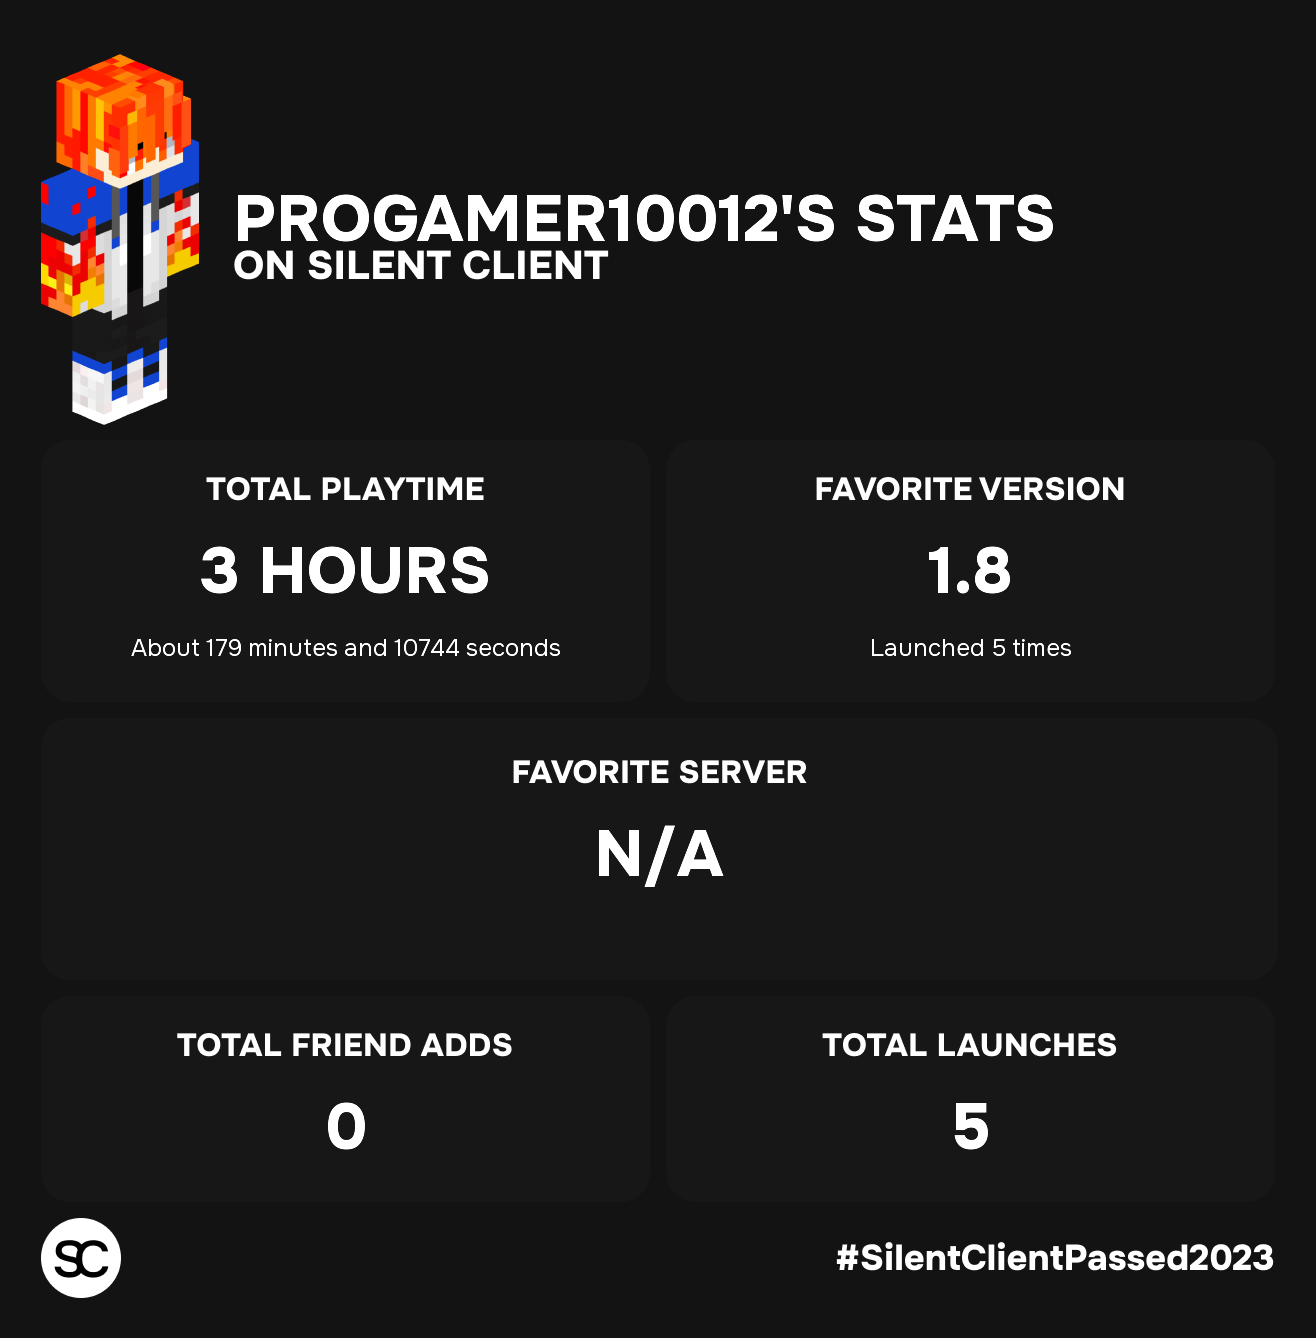 PROGAMER10012'S STATS
ON SILENT CLIENT
TOTAL PLAYTIME
3 HOURS
About 179 minutes and 10744 seconds
FAVORITE VERSION
1.8
Launched 5 times
FAVORITE SERVER
N/A
TOTAL FRIEND ADDS
0
TOTAL LAUNCHES
5
SC
#SilentClientPassed2023